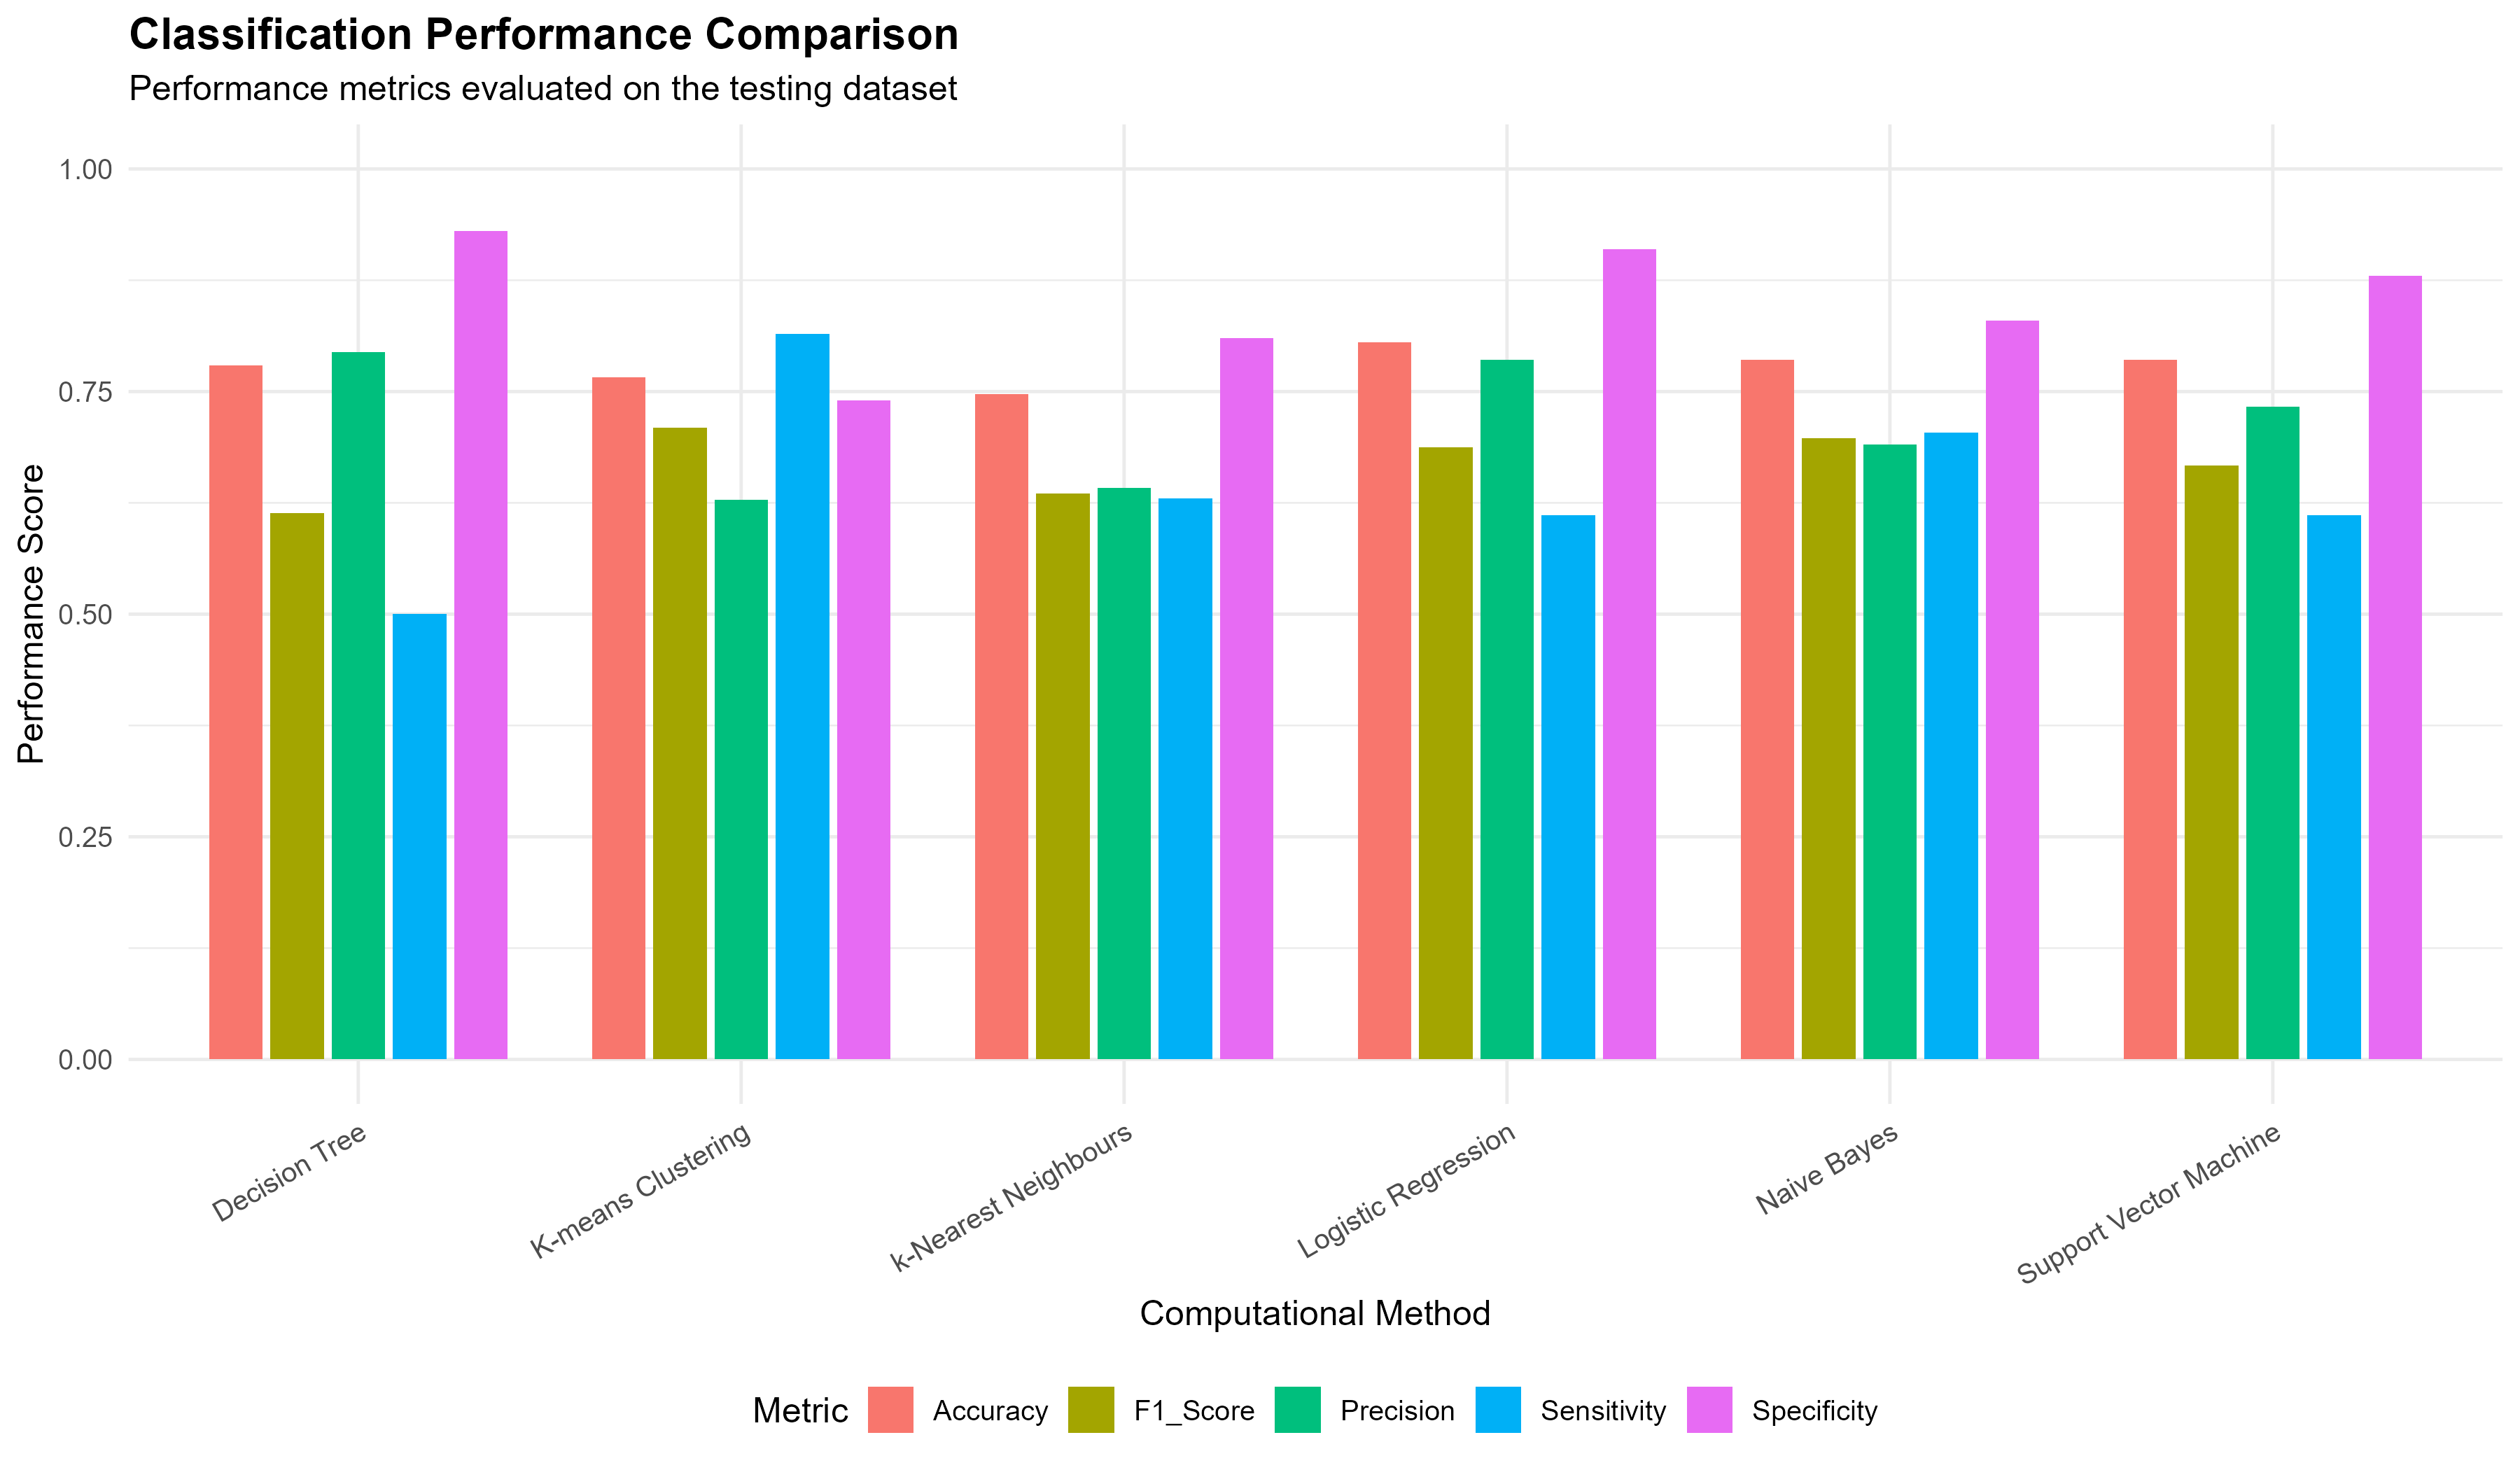 Classification Performance Comparison
Performance metrics evaluated on the testing dataset
Performance Score
1.00
0.75
0.50
0.25
0.00
Decision Tree
K-means Clustering
k-Nearest Neighbours
Logistic Regression
Naive Bayes
Support Vector Machine
Computational Method
Metric Accuracy F1_Score Precision Sensitivity Specificity